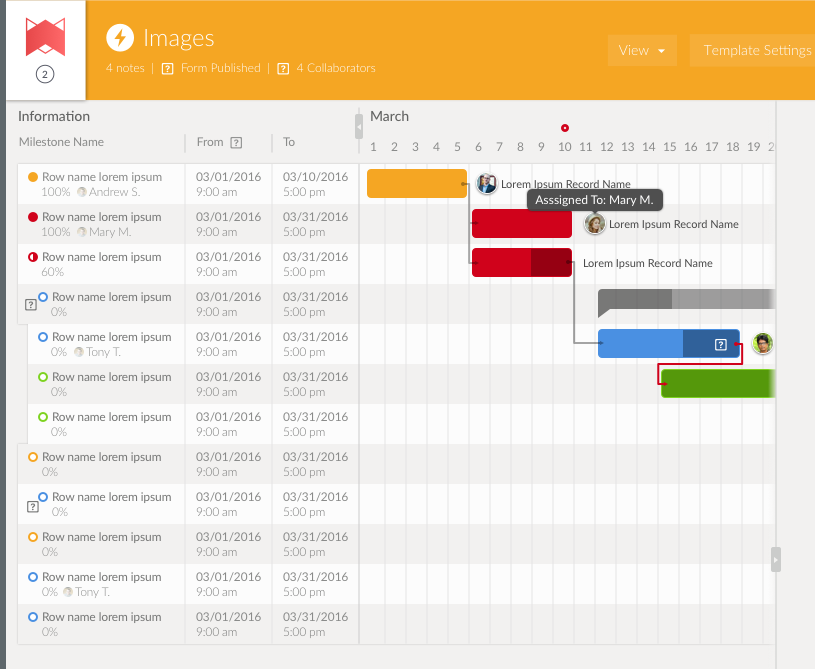 2
Images
4 notes | ? Form Published | ? 4 Collaborators
View
Template Settings
Information
March
Milestone Name
From ?
To
1 2 3 4 5 6 7 8 9 10 11 12 13 14 15 16 17 18 19 2
Row name lorem ipsum 03/01/2016 03/10/2016
100% Andrew S. 9:00 am 5:00 pm
Lorem Ipsum Record Name
Asssigned To: Mary M.
Row name lorem ipsum 03/01/2016 03/31/2016
100% Mary M. 9:00 am 5:00 pm
Lorem Ipsum Record Name
Row name lorem ipsum 03/01/2016 03/31/2016
60% 9:00 am 5:00 pm
Lorem Ipsum Record Name
? Row name lorem ipsum 03/01/2016 03/31/2016
0% 9:00 am 5:00 pm
Row name lorem ipsum 03/01/2016 03/31/2016
0% Tony T. 9:00 am 5:00 pm
?
Row name lorem ipsum 03/01/2016 03/31/2016
0% 9:00 am 5:00 pm
Row name lorem ipsum 03/01/2016 03/31/2016
0% 9:00 am 5:00 pm
Row name lorem ipsum 03/01/2016 03/31/2016
0% 9:00 am 5:00 pm
? Row name lorem ipsum 03/01/2016 03/31/2016
0% 9:00 am 5:00 pm
Row name lorem ipsum 03/01/2016 03/31/2016
0% 9:00 am 5:00 pm
Row name lorem ipsum 03/01/2016 03/31/2016
0% Tony T. 9:00 am 5:00 pm
Row name lorem ipsum 03/01/2016 03/31/2016
0% 9:00 am 5:00 pm